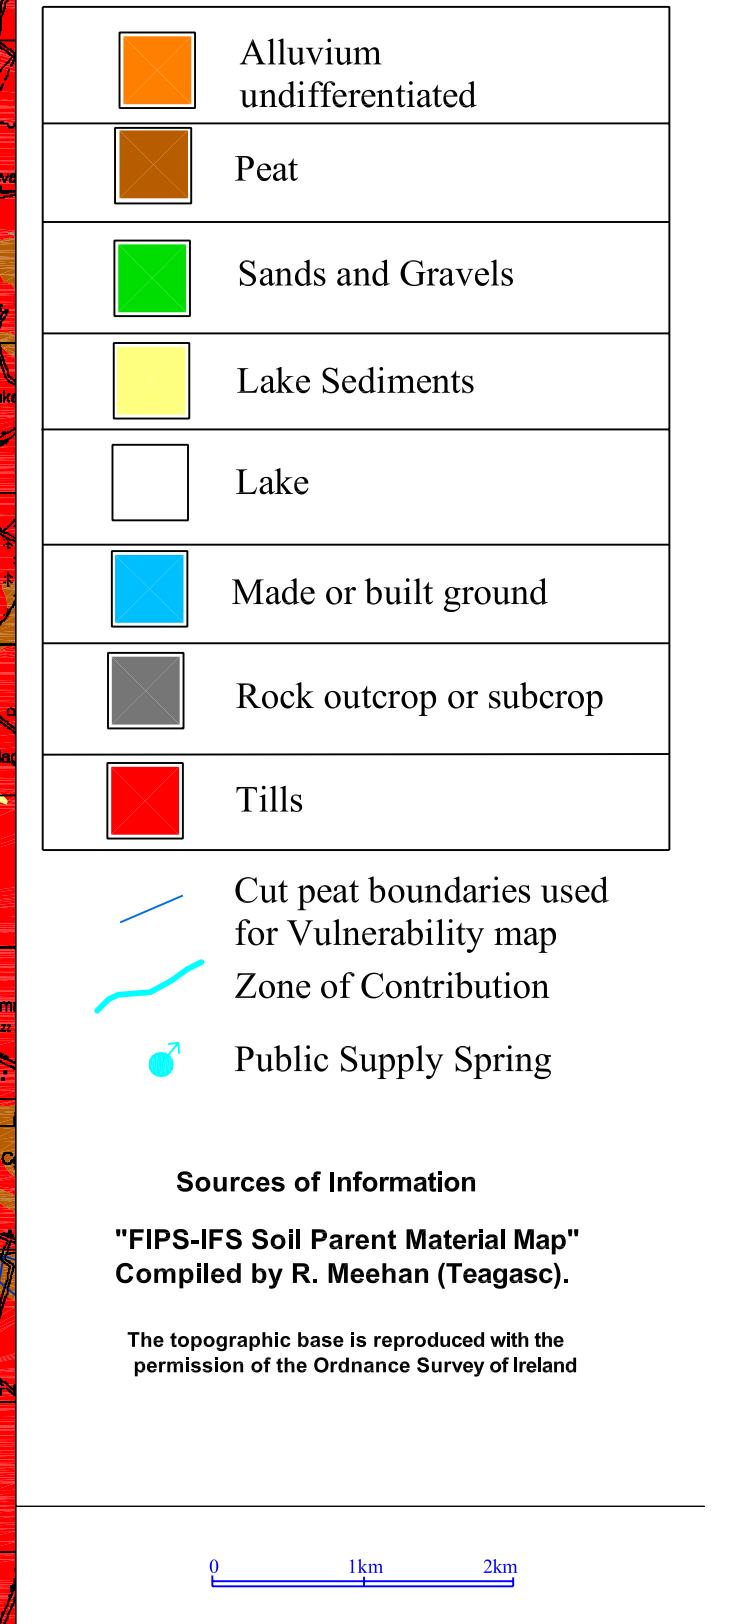 Alluvium
undifferentiated
Peat
Sands and Gravels
Lake Sediments
Lake
Made or built ground
Rock outcrop or subcrop
Tills
Cut peat boundaries used
for Vulnerability map
Zone of Contribution
Public Supply Spring
Sources of Information
"FIPS-IFS Soil Parent Material Map"
Compiled by R. Meehan (Teagasc).
The topographic base is reproduced with the
permission of the Ordnance Survey of Ireland
0 1km 2km